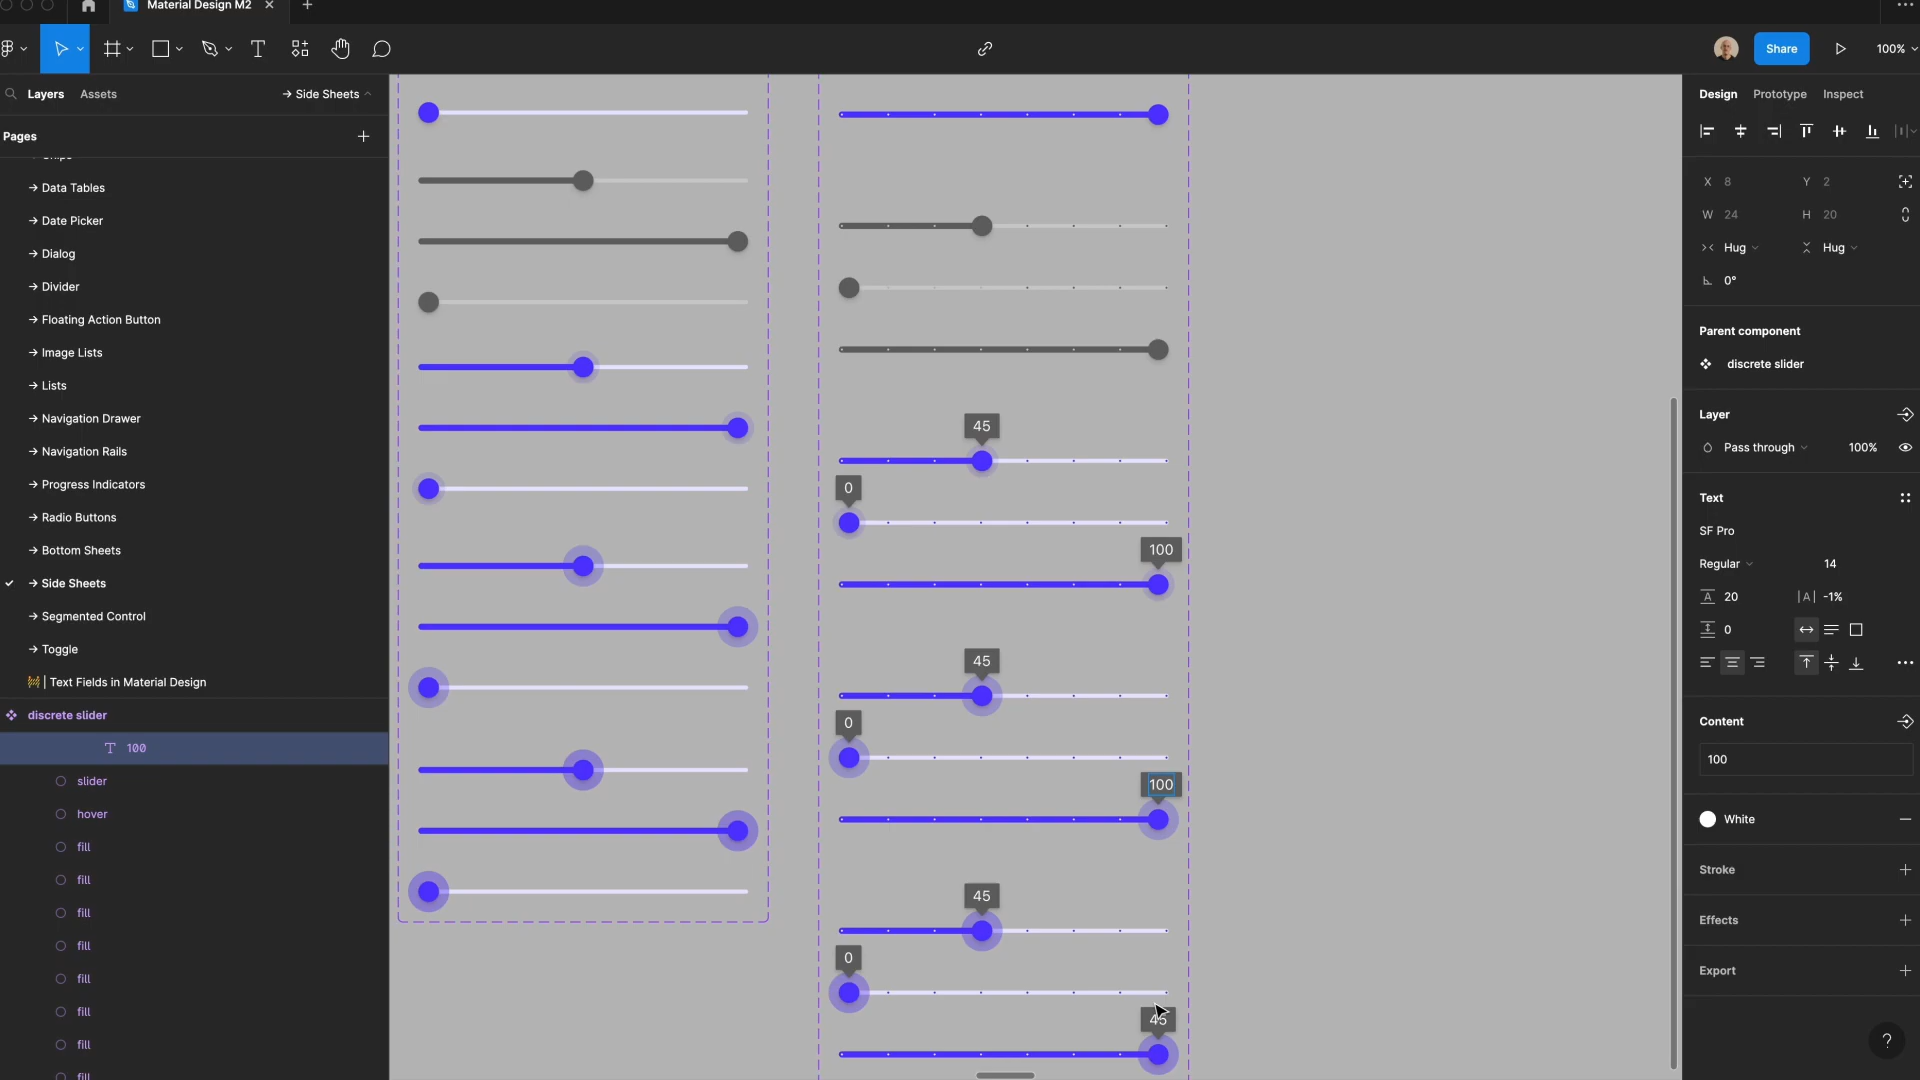 Material Design M2
Share
100%
Layers
Assets
→ Side Sheets
Pages
→ Data Tables
→ Date Picker
→ Dialog
→ Divider
→ Floating Action Button
→ Image Lists
→ Lists
→ Navigation Drawer
→ Navigation Rails
→ Progress Indicators
→ Radio Buttons
→ Bottom Sheets
→ Side Sheets
→ Segmented Control
→ Toggle
🚧 | Text Fields in Material Design
discrete slider
100
slider
hover
fill
fill
fill
fill
fill
fill
fill
fill
45
0
100
45
0
100
45
0
45
Design
Prototype
Inspect
X 8
Y 2
W 24
H 20
Hug
Hug
0°
Parent component
discrete slider
Layer
Pass through
100%
Text
SF Pro
Regular
14
20
|A| -1%
0
Content
100
White
Stroke
Effects
Export
?